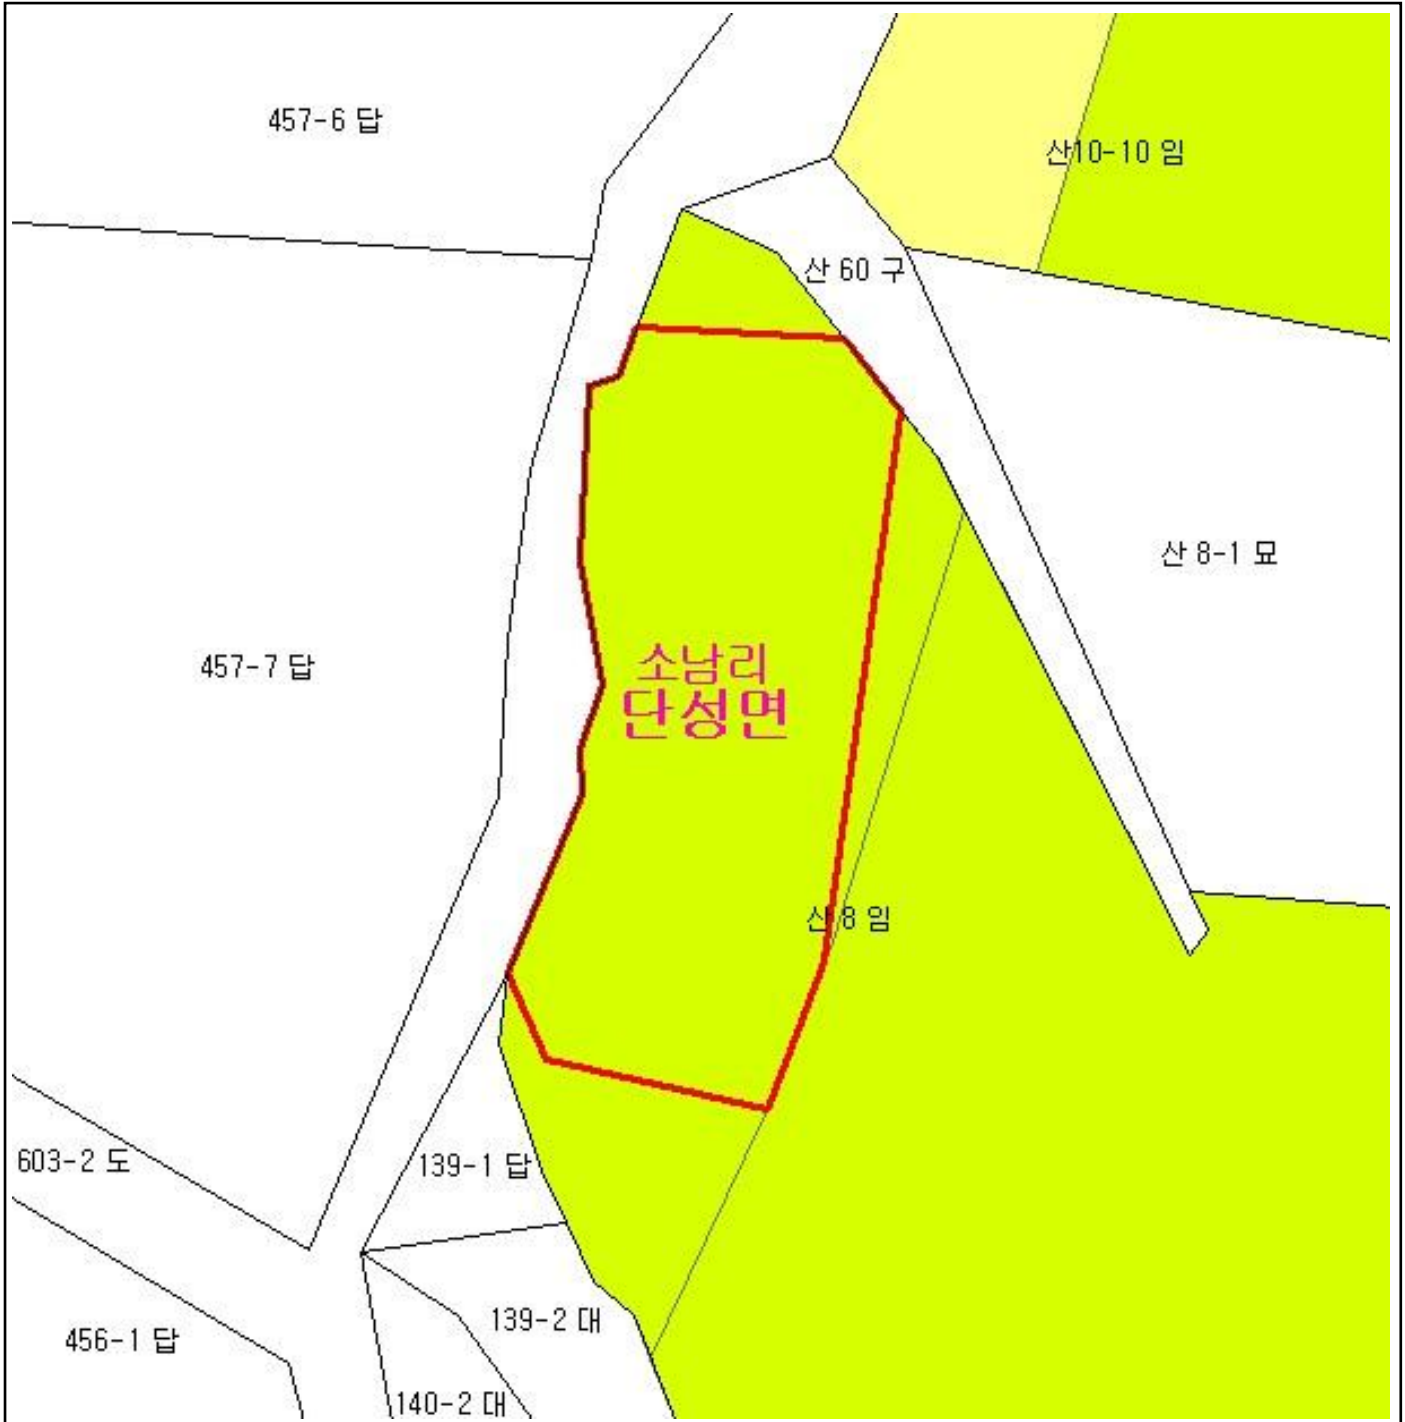 457-6 답
산10-10 임
산 60 구
산 8-1 묘
457-7 답
소남리
단성면
산 8 임
603-2 도
139-1 답
139-2 대
456-1 답
140-2 대